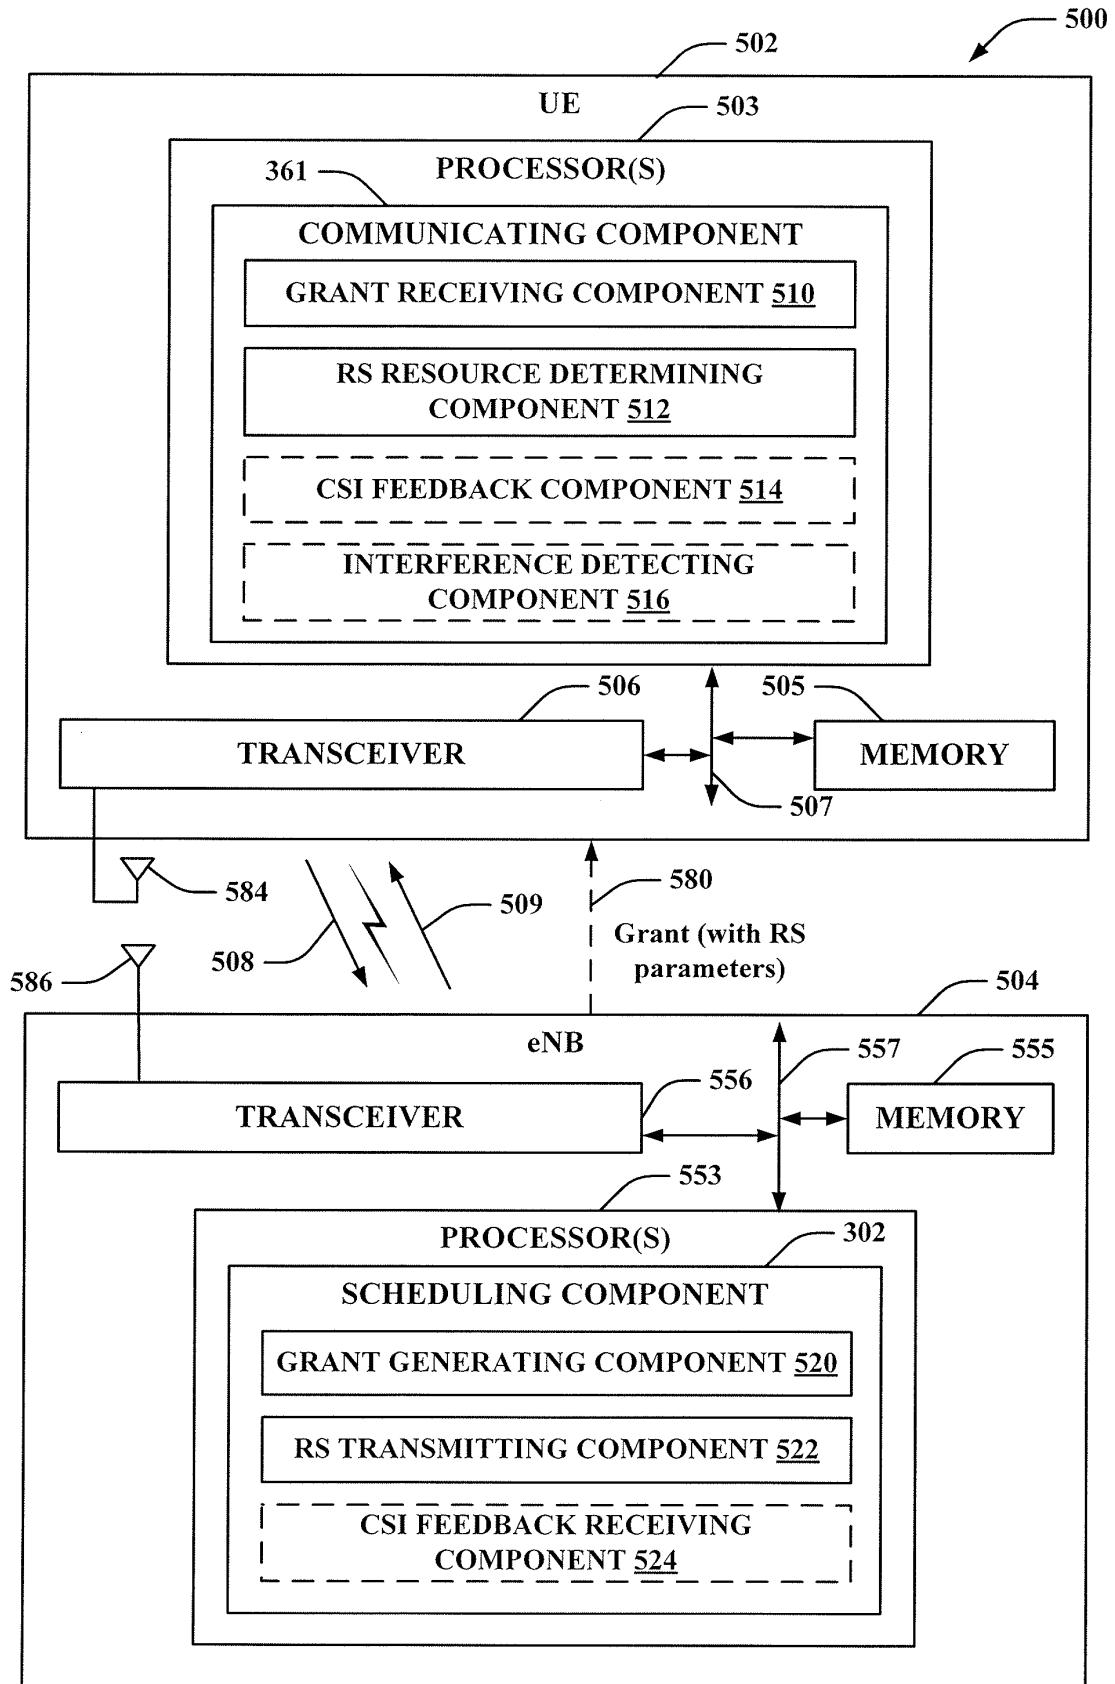 500
502
UE
503
PROCESSOR(S)
361
COMMUNICATING COMPONENT
GRANT RECEIVING COMPONENT 510
RS RESOURCE DETERMINING
COMPONENT 512
CSI FEEDBACK COMPONENT 514
INTERFERENCE DETECTING
COMPONENT 516
506
505
TRANSCEIVER
MEMORY
507
584
509
580
508
Grant (with RS
parameters)
586
504
eNB
557
555
556
TRANSCEIVER
MEMORY
553
PROCESSOR(S)
302
SCHEDULING COMPONENT
GRANT GENERATING COMPONENT 520
RS TRANSMITTING COMPONENT 522
CSI FEEDBACK RECEIVING
COMPONENT 524